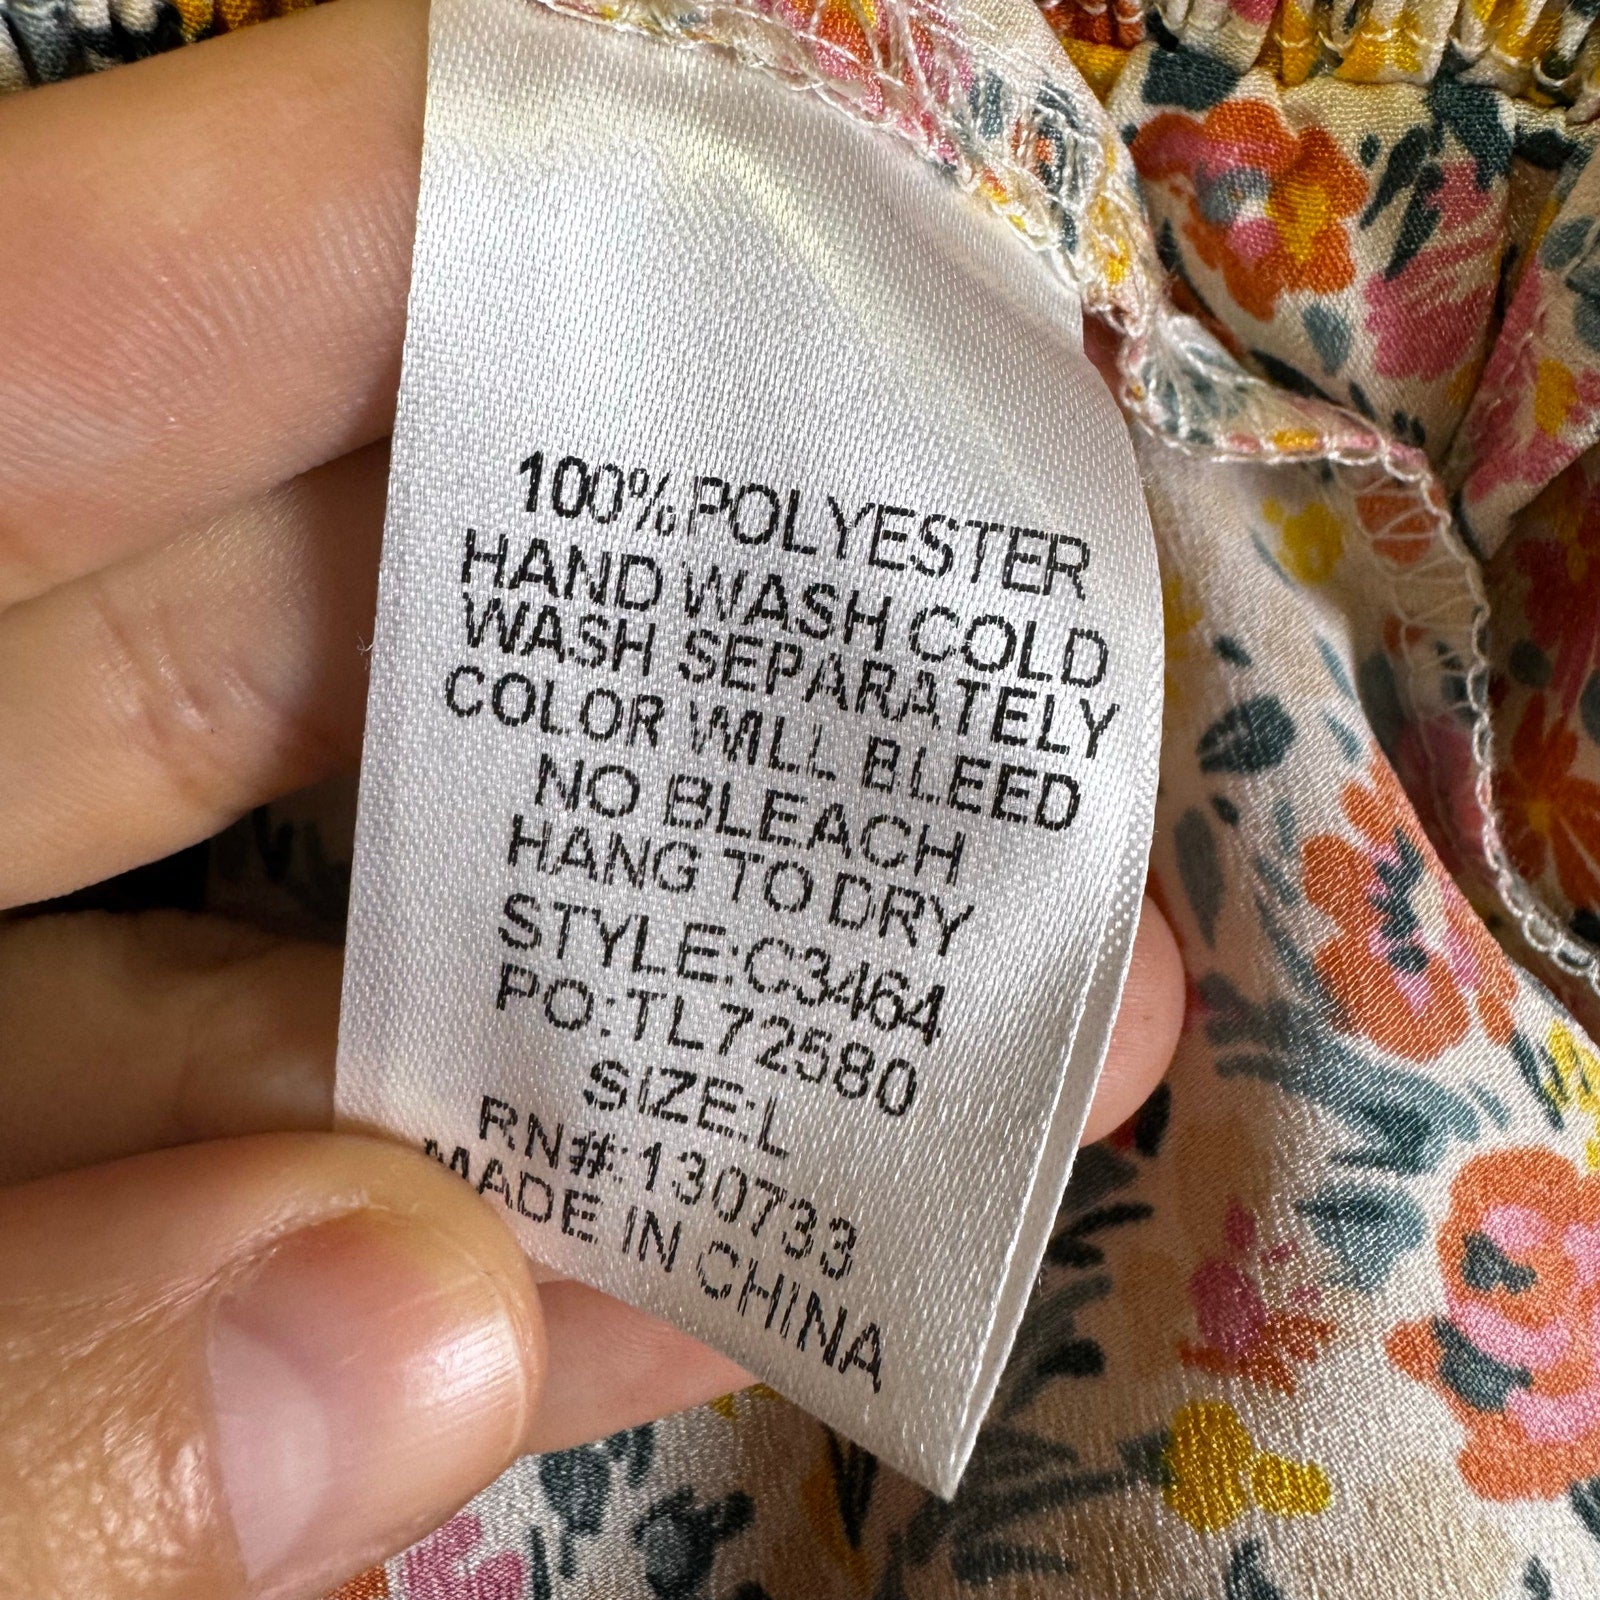 100% POLYESTER
HAND WASH COLD
WASH SEPARATELY
COLOR WILL BLEED
NO BLEACH
HANG TO DRY
STYLE:C3464
PO:TL72580
SIZE:L
RN#:130733
MADE IN CHINA